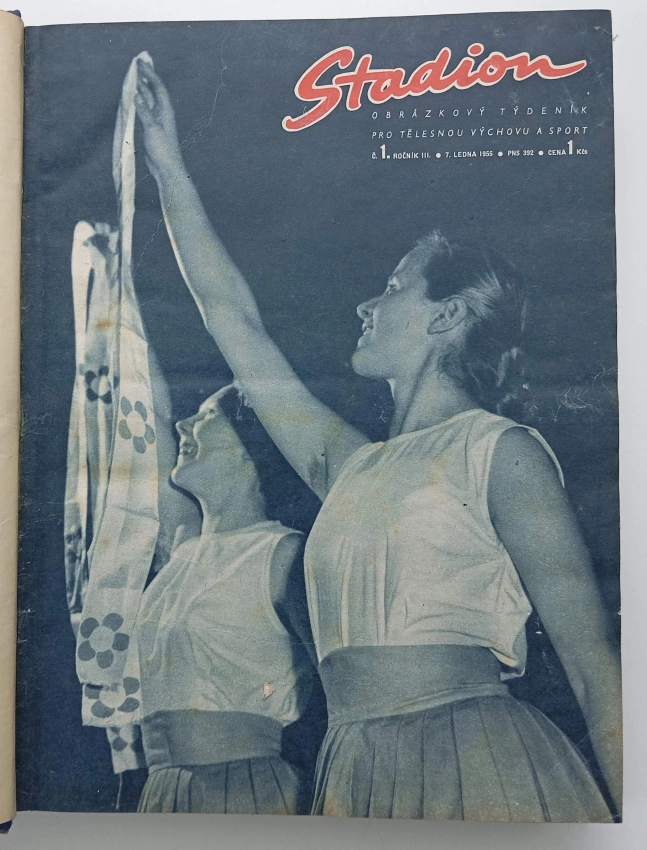 Stadion
OBRÁZKOVÝ TÝDENÍK
PRO TĚLESNOU VÝCHOVU A SPORT
Č. 1. ROČNÍK III. ● 7. LEDNA 1955 ● PNS 392 ● CENA 1 Kčs